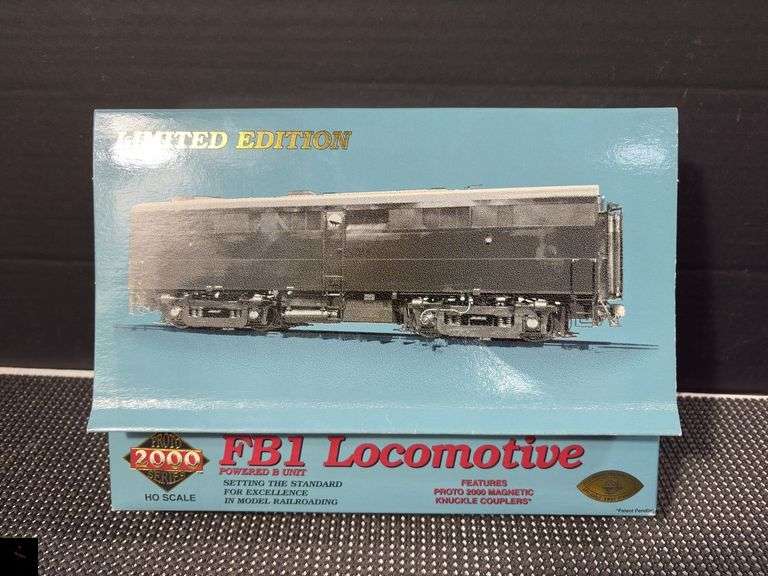 LIMITED EDITION
PROTO
2000
SERIES
HO SCALE
FB1 Locomotive
POWERED B UNIT
SETTING THE STANDARD
FOR EXCELLENCE
IN MODEL RAILROADING
FEATURES
PROTO 2000 MAGNETIC
KNUCKLE COUPLERS*
*Patent Pending